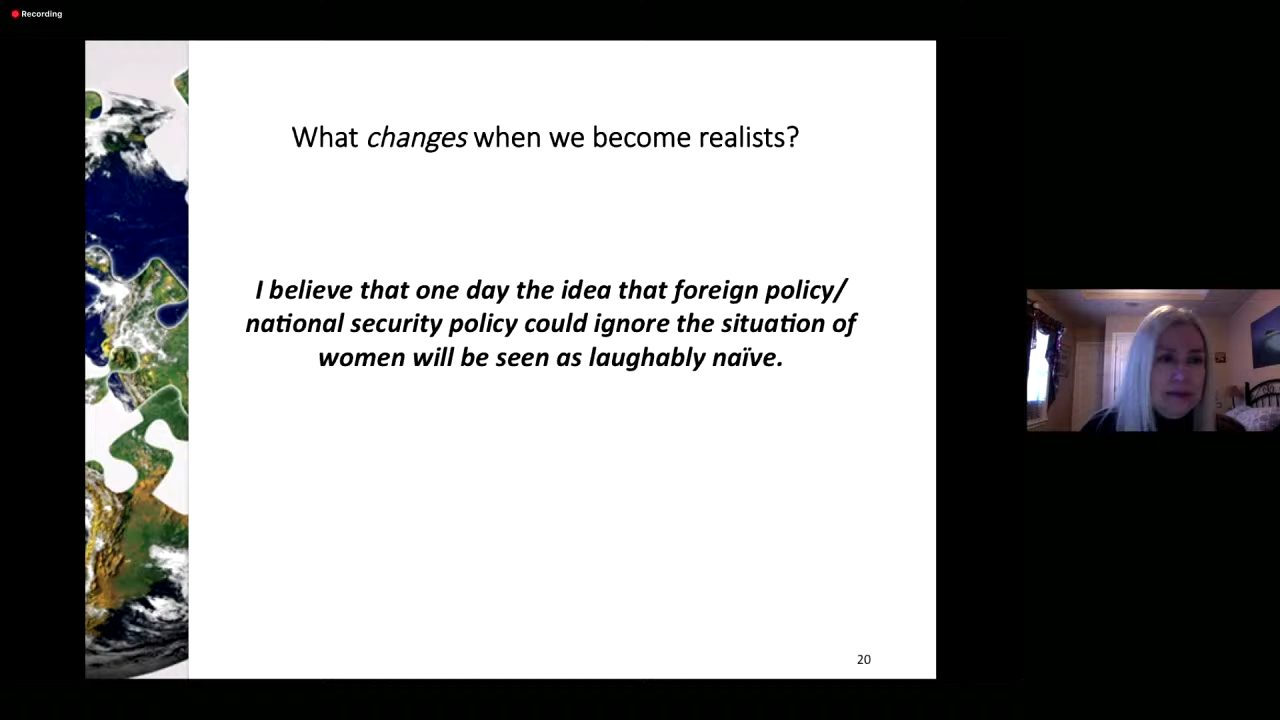 Recording
What changes when we become realists?
I believe that one day the idea that foreign policy/
national security policy could ignore the situation of
women will be seen as laughably naïve.
20